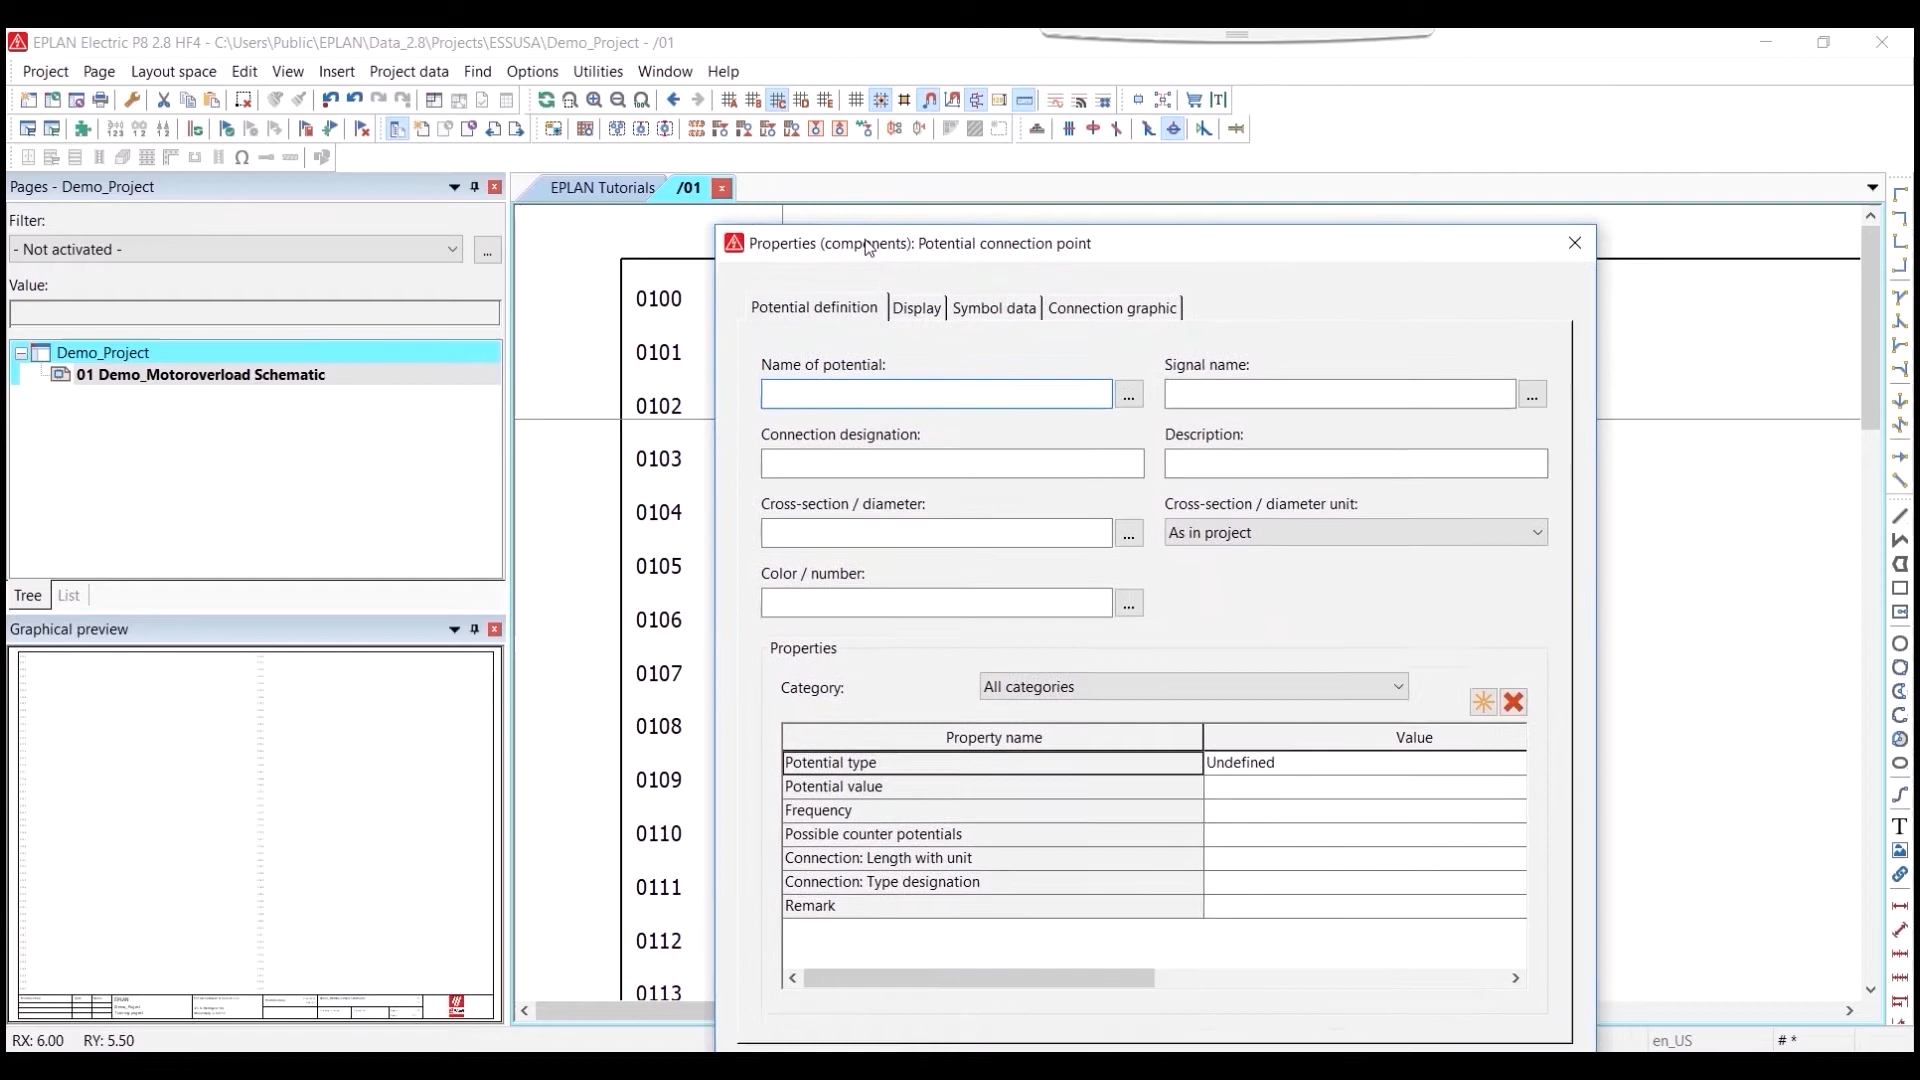 EPLAN Electric P8 2.8 HF4 - C:\Users\Public\EPLAN\Data_2.8\Projects\ESSUSA\Demo_Project - /01
Project Page Layout space Edit View Insert Project data Find Options Utilities Window Help
Pages - Demo_Project
EPLAN Tutorials /01
Filter:
- Not activated -
...
Value:
Demo_Project
01 Demo_Motoroverload Schematic
Tree List
Graphical preview
EPLAN
RX: 6.00 RY: 5.50
0100
0101
0102
0103
0104
0105
0106
0107
0108
0109
0110
0111
0112
0113
Properties (components): Potential connection point
Potential definition Display Symbol data Connection graphic
Name of potential: Signal name:
... ...
Connection designation: Description:
Cross-section / diameter: Cross-section / diameter unit:
... As in project
Color / number:
...
Properties
Category: All categories
Property name Value
Potential type Undefined
Potential value
Frequency
Possible counter potentials
Connection: Length with unit
Connection: Type designation
Remark
en_US # *